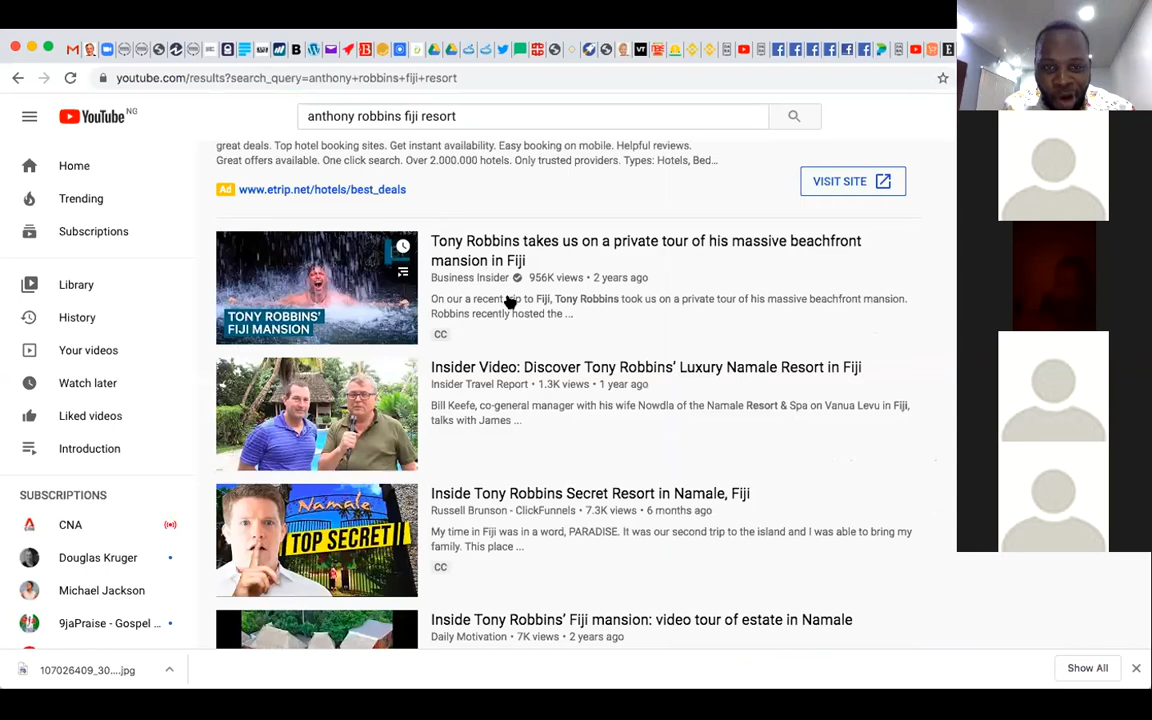 youtube.com/results?search_query=anthony+robbins+fiji+resort
YouTube NG
anthony robbins fiji resort
great deals. Top hotel booking sites. Get instant availability. Easy booking on mobile. Helpful reviews.
Great offers available. One click search. Over 2.000.000 hotels. Only trusted providers. Types: Hotels, Bed...
Ad www.etrip.net/hotels/best_deals
VISIT SITE
Home
Trending
Subscriptions
Library
History
Your videos
Watch later
Liked videos
Introduction
SUBSCRIPTIONS
CNA
Douglas Kruger
Michael Jackson
9jaPraise - Gospel ...
TONY ROBBINS'
FIJI MANSION
Tony Robbins takes us on a private tour of his massive beachfront
mansion in Fiji
Business Insider 956K views • 2 years ago
On our a recent trip to Fiji, Tony Robbins took us on a private tour of his massive beachfront mansion.
Robbins recently hosted the ...
CC
Insider Video: Discover Tony Robbins' Luxury Namale Resort in Fiji
Insider Travel Report • 1.3K views • 1 year ago
Bill Keefe, co-general manager with his wife Nowdla of the Namale Resort & Spa on Vanua Levu in Fiji,
talks with James ...
Namale
TOP SECRET
Inside Tony Robbins Secret Resort in Namale, Fiji
Russell Brunson - ClickFunnels • 7.3K views • 6 months ago
My time in Fiji was in a word, PARADISE. It was our second trip to the island and I was able to bring my
family. This place ...
CC
Inside Tony Robbins' Fiji mansion: video tour of estate in Namale
Daily Motivation • 7K views • 2 years ago
107026409_30....jpg
Show All